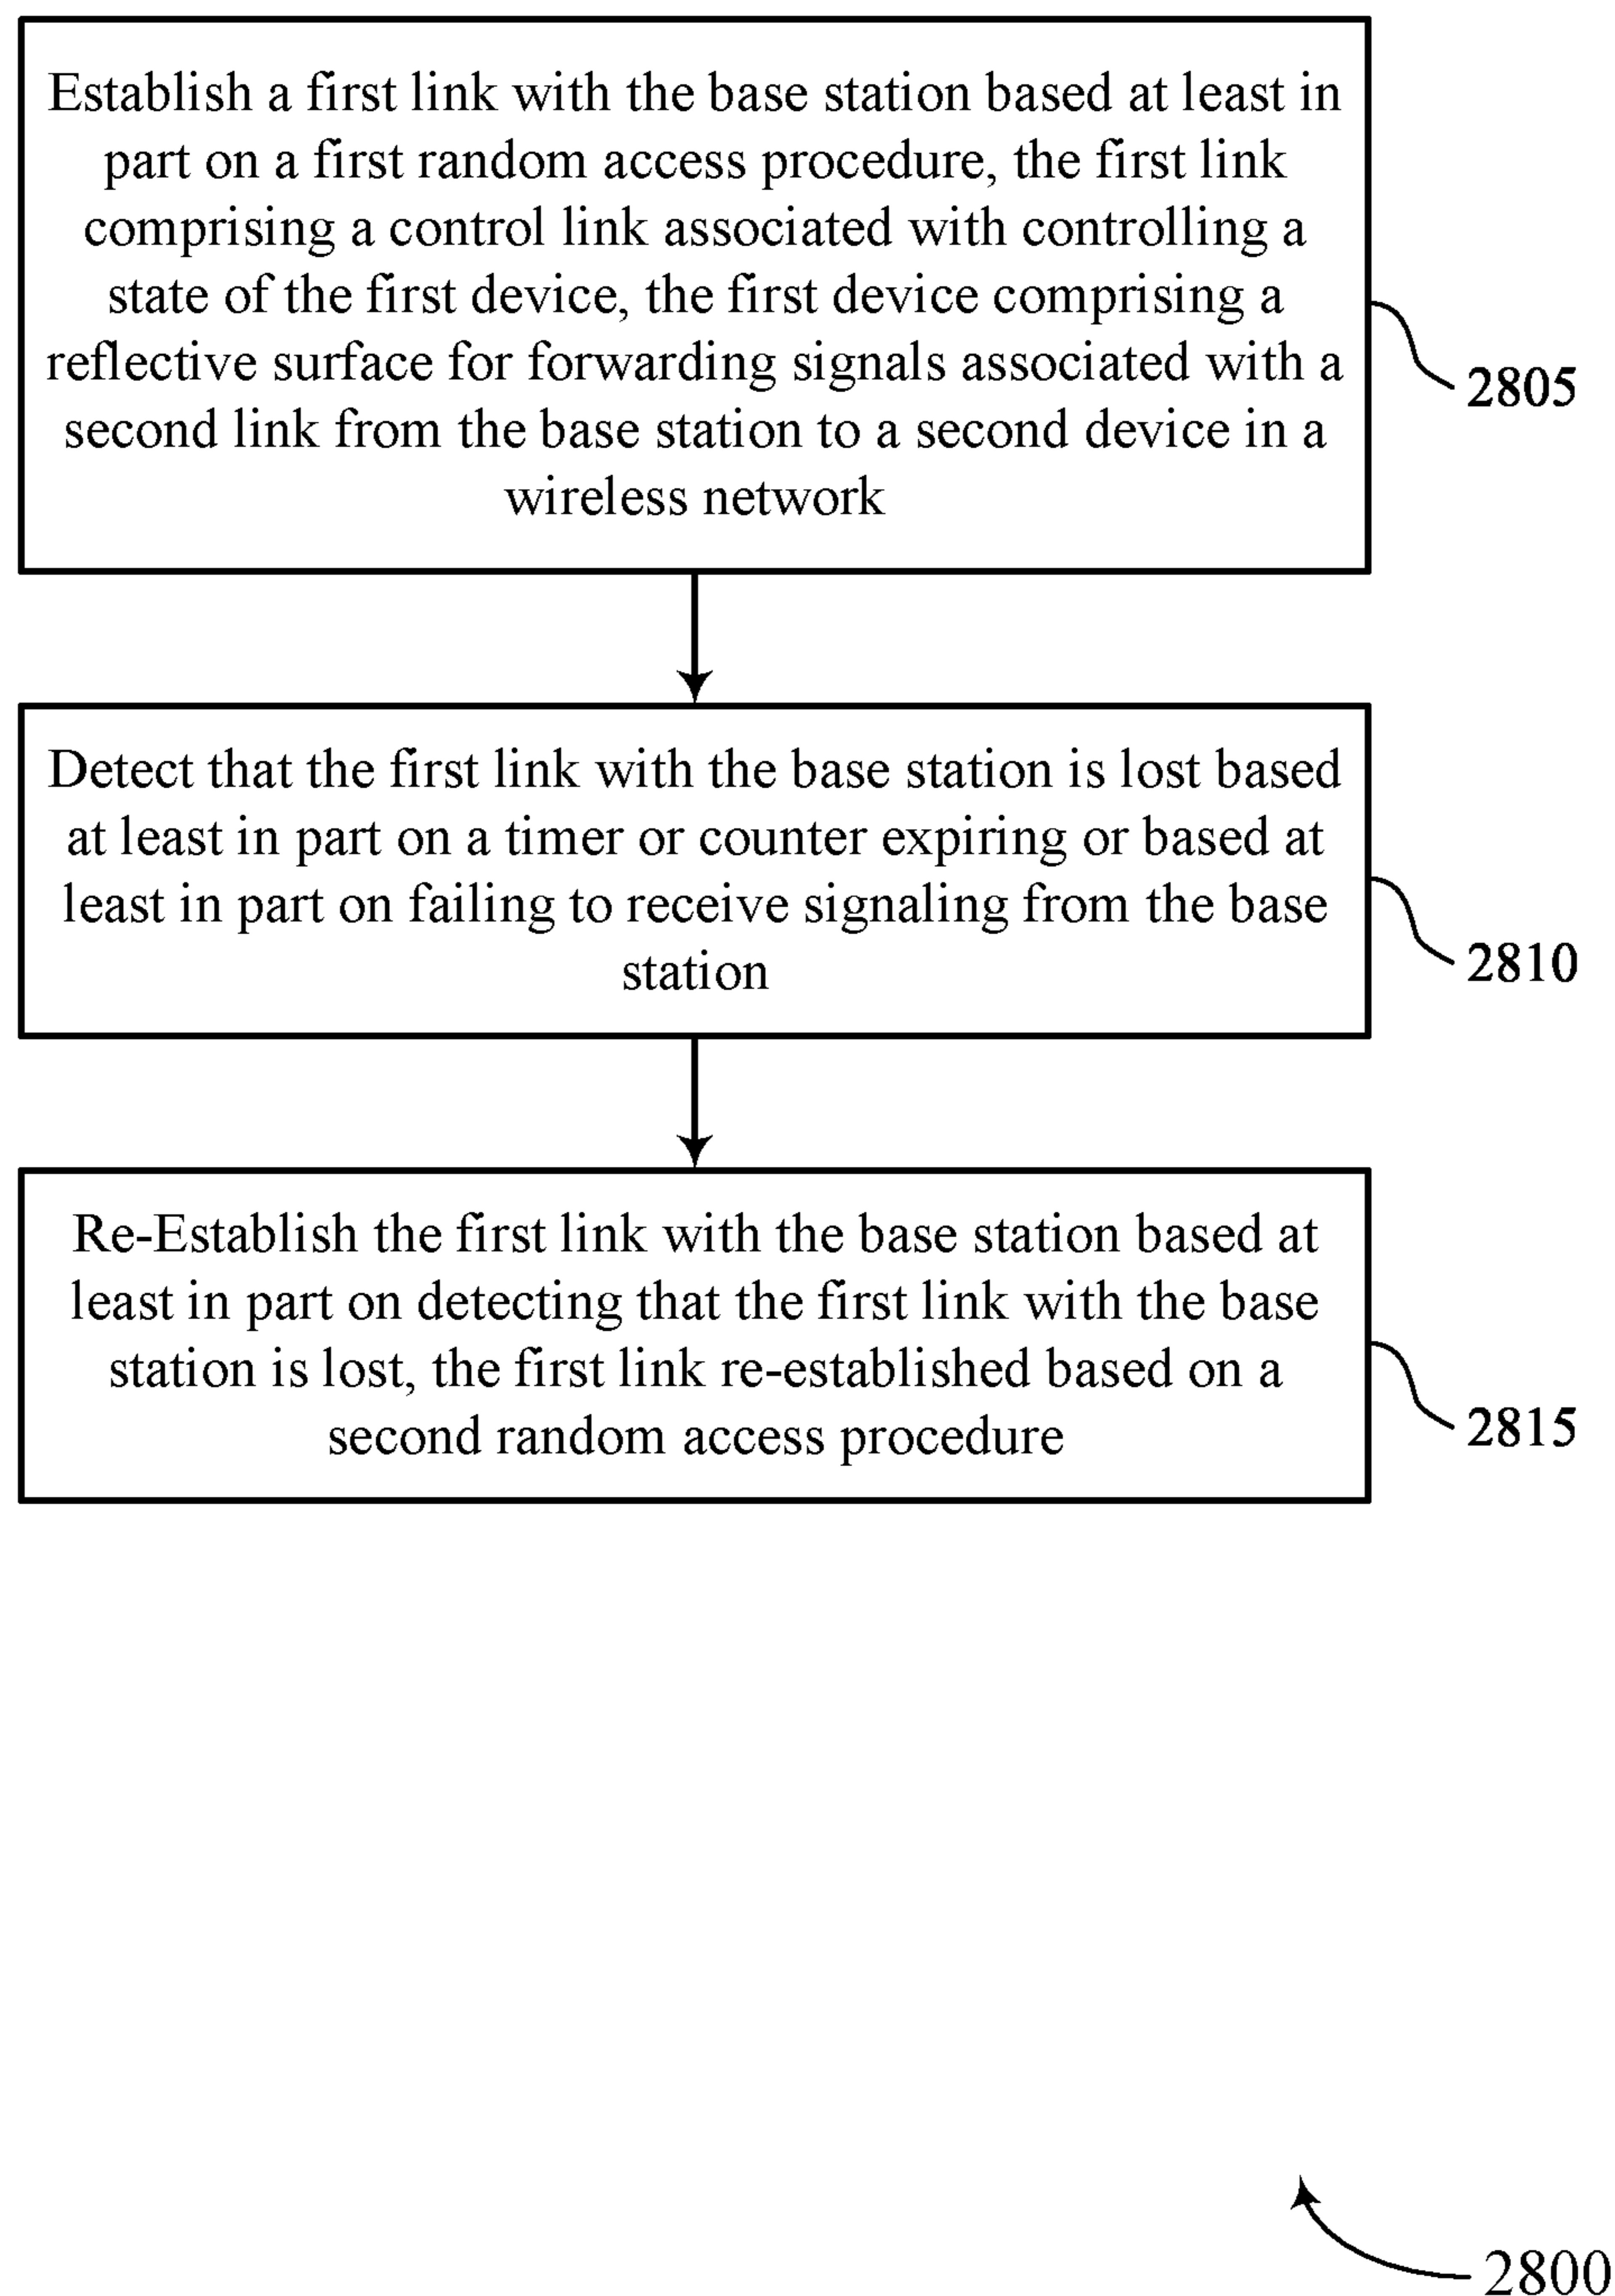 Establish a first link with the base station based at least in
part on a first random access procedure, the first link
comprising a control link associated with controlling a
state of the first device, the first device comprising a
reflective surface for forwarding signals associated with a
second link from the base station to a second device in a
wireless network
2805
Detect that the first link with the base station is lost based
at least in part on a timer or counter expiring or based at
least in part on failing to receive signaling from the base
station
2810
Re-Establish the first link with the base station based at
least in part on detecting that the first link with the base
station is lost, the first link re-established based on a
second random access procedure
2815
2800